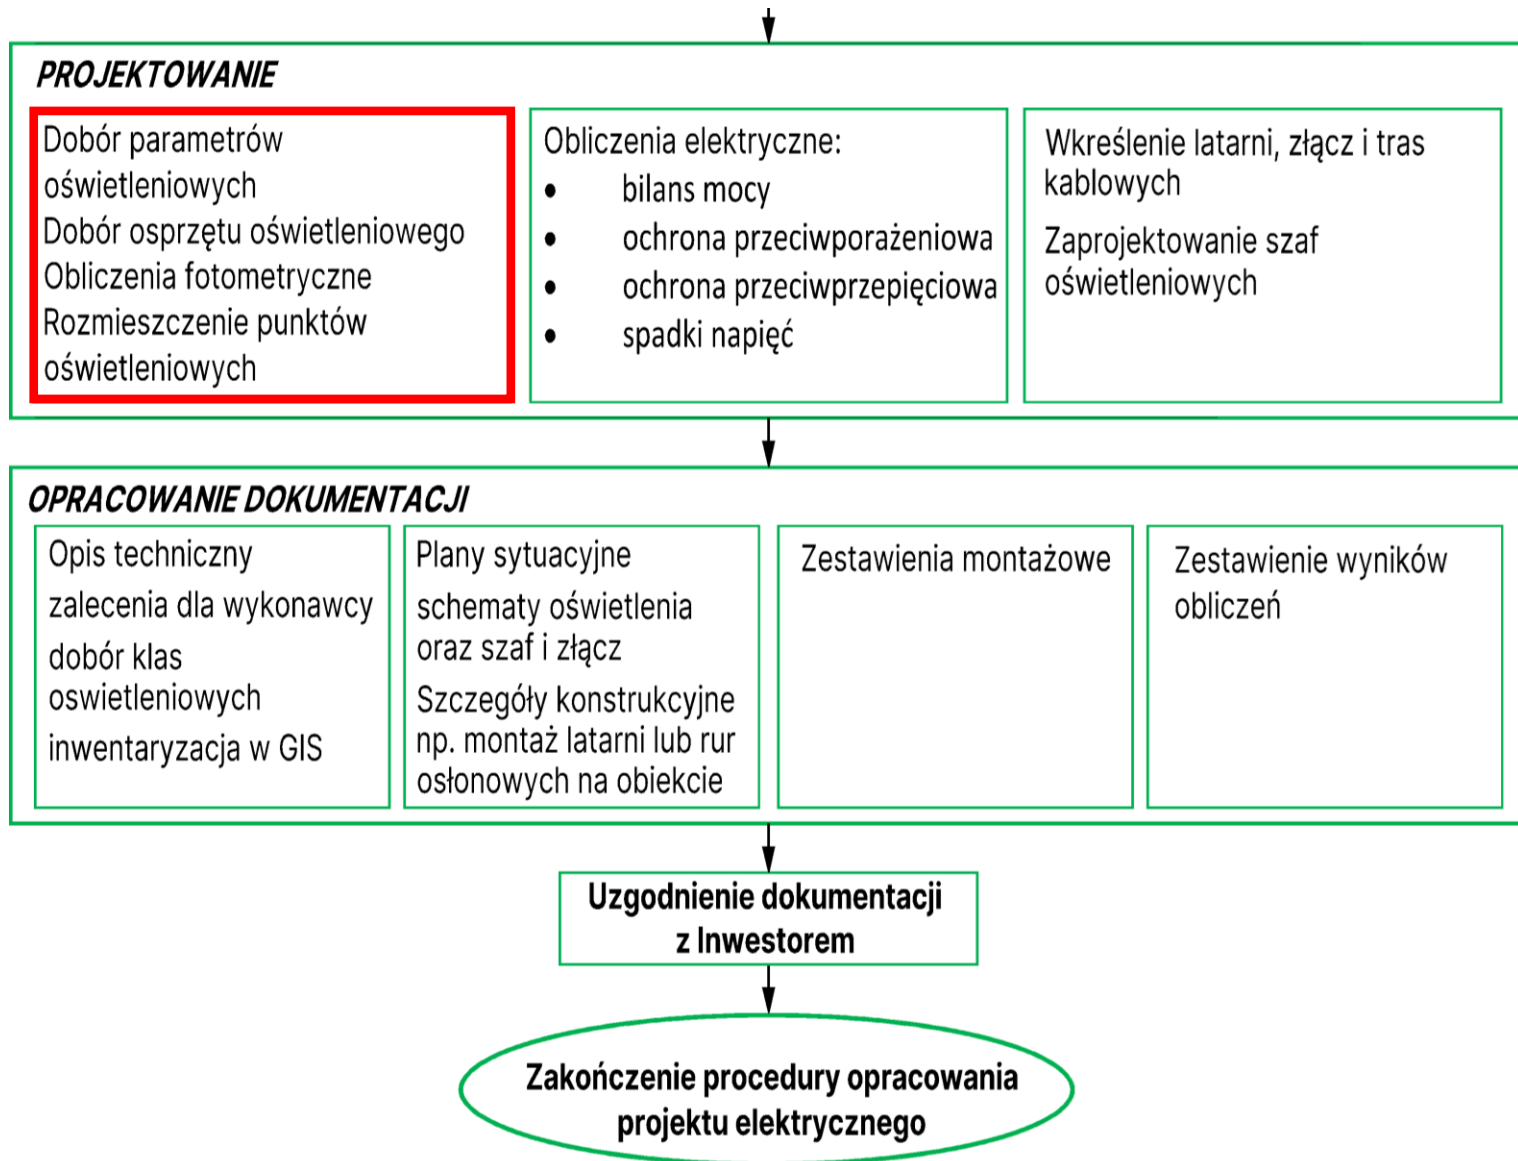 PROJEKTOWANIE
Dobór parametrów
oświetleniowych
Dobór osprzętu oświetleniowego
Obliczenia fotometryczne
Rozmieszczenie punktów
oświetleniowych
Obliczenia elektryczne:
• bilans mocy
• ochrona przeciwporażeniowa
• ochrona przeciwprzepięciowa
• spadki napięć
Wkreślenie latarni, złącz i tras
kablowych
Zaprojektowanie szaf
oświetleniowych
OPRACOWANIE DOKUMENTACJI
Opis techniczny
zalecenia dla wykonawcy
dobór klas
oswietleniowych
inwentaryzacja w GIS
Plany sytuacyjne
schematy oświetlenia
oraz szaf i złącz
Szczegóły konstrukcyjne
np. montaż latarni lub rur
osłonowych na obiekcie
Zestawienia montażowe
Zestawienie wyników
obliczeń
Uzgodnienie dokumentacji
z Inwestorem
Zakończenie procedury opracowania
projektu elektrycznego